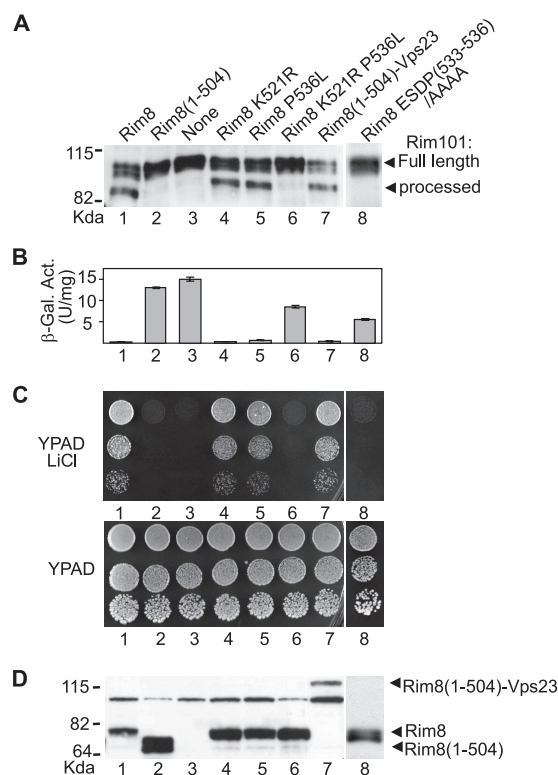 A
Rim8
Rim8(1-504)
None
Rim8 K521R
Rim8 P536L
Rim8 K521R P536L
Rim8(1-504)-Vps23
Rim8 ESDP(533-536)
/AAAA
Rim101:
115
Full length
processed
82
Kda 1 2 3 4 5 6 7 8
B
β-Gal. Act.
(U/mg)
15
10
5
1 2 3 4 5 6 7 8
C
YPAD
LiCl
1 2 3 4 5 6 7 8
YPAD
1 2 3 4 5 6 7 8
D
115
Rim8(1-504)-Vps23
82
Rim8
64
Rim8(1-504)
Kda 1 2 3 4 5 6 7 8